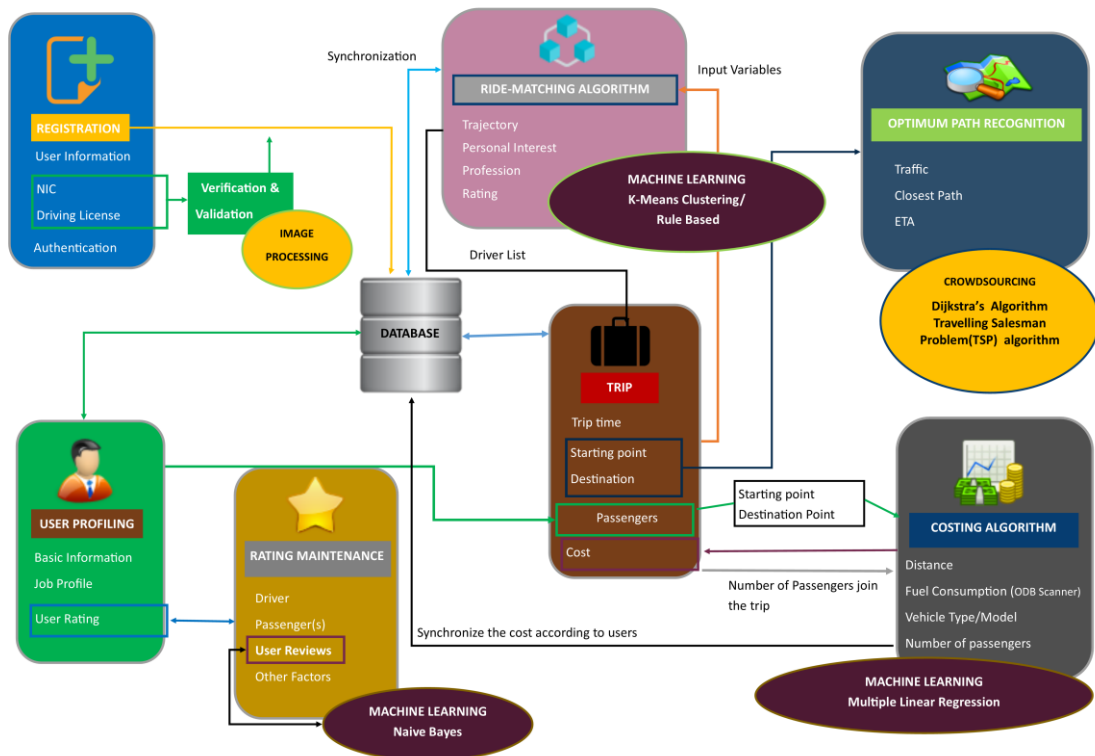 REGISTRATION
User Information
NIC
Driving License
Authentication
Verification &
Validation
IMAGE
PROCESSING
Synchronization
RIDE-MATCHING ALGORITHM
Trajectory
Personal Interest
Profession
Rating
MACHINE LEARNING
K-Means Clustering/
Rule Based
Input Variables
OPTIMUM PATH RECOGNITION
Traffic
Closest Path
ETA
CROWDSOURCING
Dijkstra's Algorithm
Travelling Salesman
Problem(TSP) algorithm
Driver List
DATABASE
TRIP
Trip time
Starting point
Destination
Passengers
Cost
USER PROFILING
Basic Information
Job Profile
User Rating
RATING MAINTENANCE
Driver
Passenger(s)
User Reviews
Other Factors
MACHINE LEARNING
Naive Bayes
Starting point
Destination Point
Number of Passengers join
the trip
Synchronize the cost according to users
COSTING ALGORITHM
Distance
Fuel Consumption (ODB Scanner)
Vehicle Type/Model
Number of passengers
MACHINE LEARNING
Multiple Linear Regression